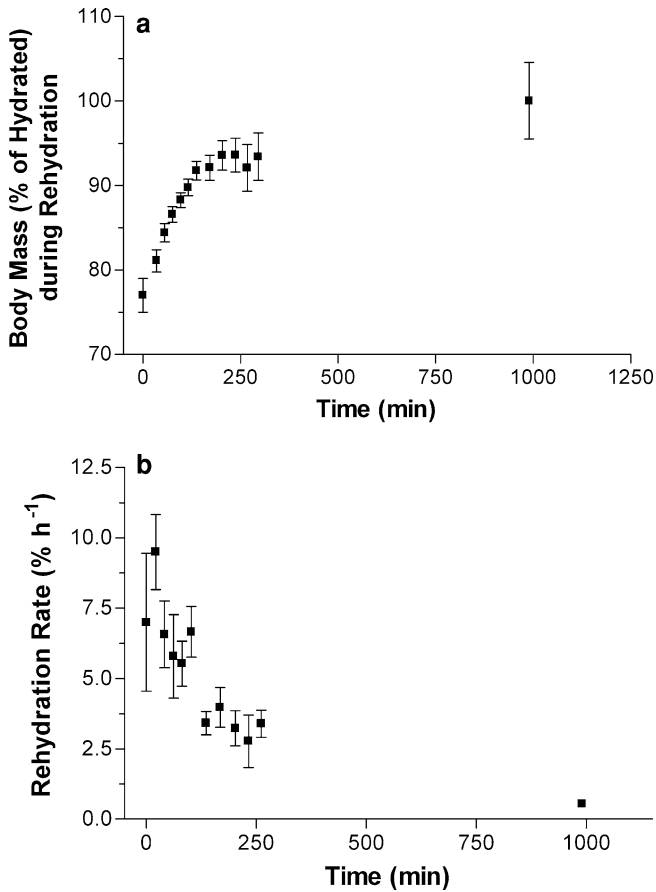 a
110
100
90
80
70
Body Mass (% of Hydrated)
during Rehydration
0 250 500 750 1000 1250
Time (min)
b
12.5
10.0
7.5
5.0
2.5
0.0
Rehydration Rate (% h-1)
0 250 500 750 1000
Time (min)